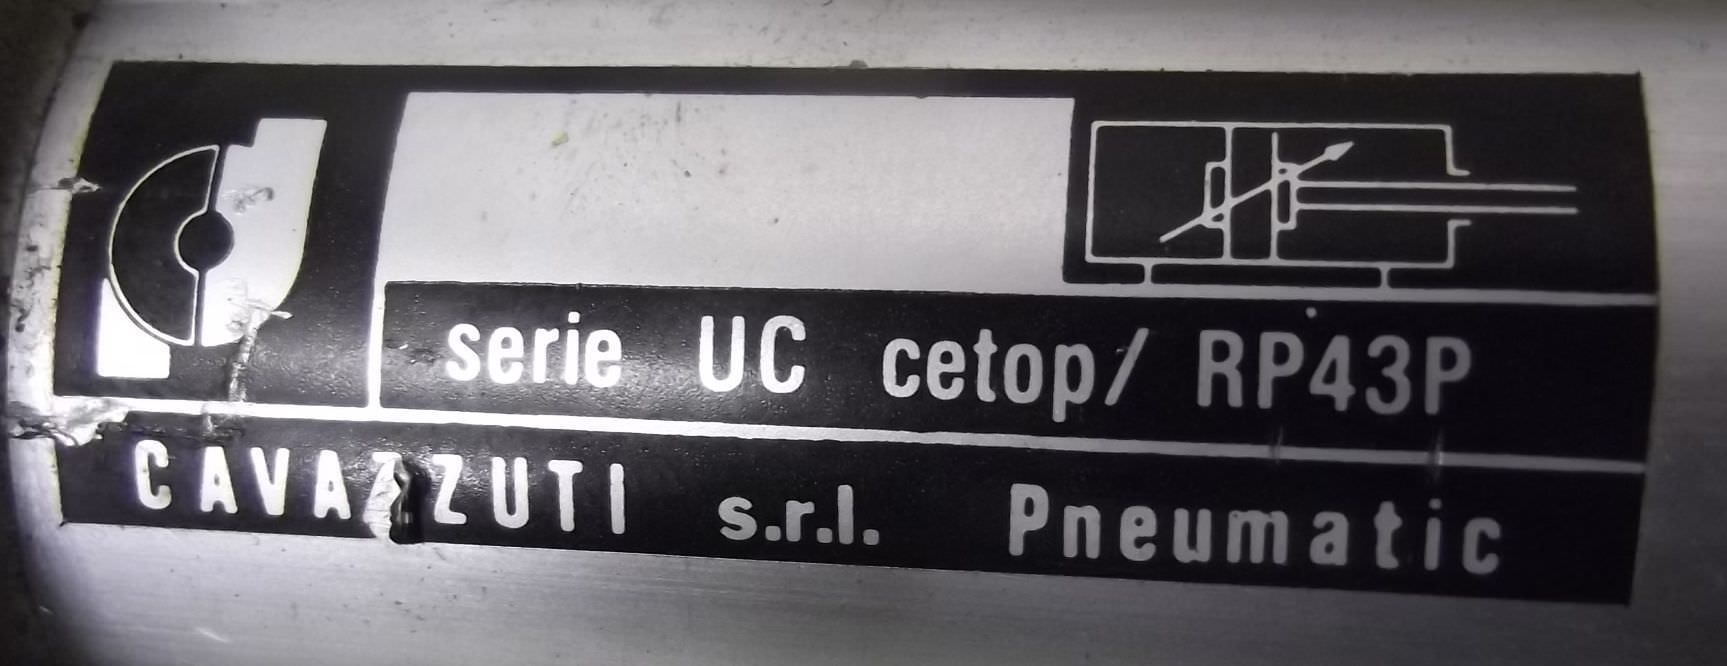 serie UC cetop/ RP43P
CAVAZZUTI s.r.l. Pneumatic